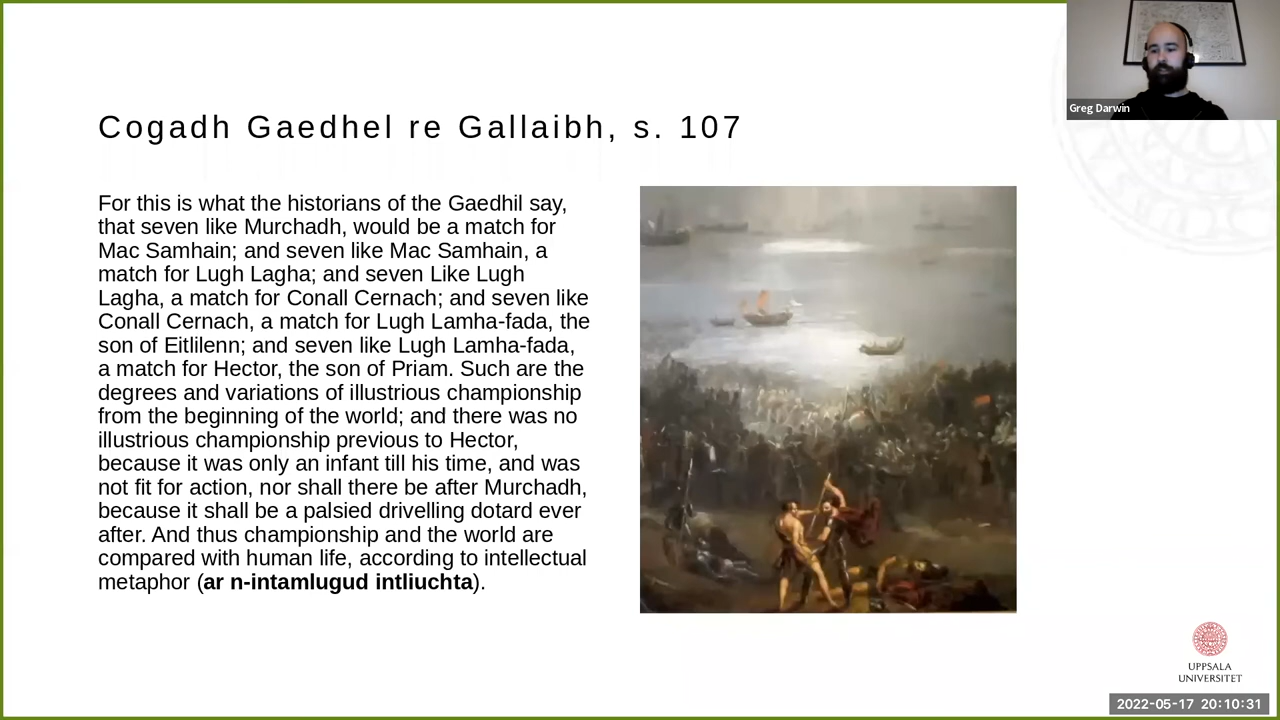 Greg Darwin
Cogadh Gaedhel re Gallaibh, s. 107
For this is what the historians of the Gaedhil say,
that seven like Murchadh, would be a match for
Mac Samhain; and seven like Mac Samhain, a
match for Lugh Lagha; and seven Like Lugh
Lagha, a match for Conall Cernach; and seven like
Conall Cernach, a match for Lugh Lamha-fada, the
son of Eitlilenn; and seven like Lugh Lamha-fada,
a match for Hector, the son of Priam. Such are the
degrees and variations of illustrious championship
from the beginning of the world; and there was no
illustrious championship previous to Hector,
because it was only an infant till his time, and was
not fit for action, nor shall there be after Murchadh,
because it shall be a palsied drivelling dotard ever
after. And thus championship and the world are
compared with human life, according to intellectual
metaphor (ar n-intamlugud intliuchta).
UPPSALA
UNIVERSITET
2022-05-17 20:10:31